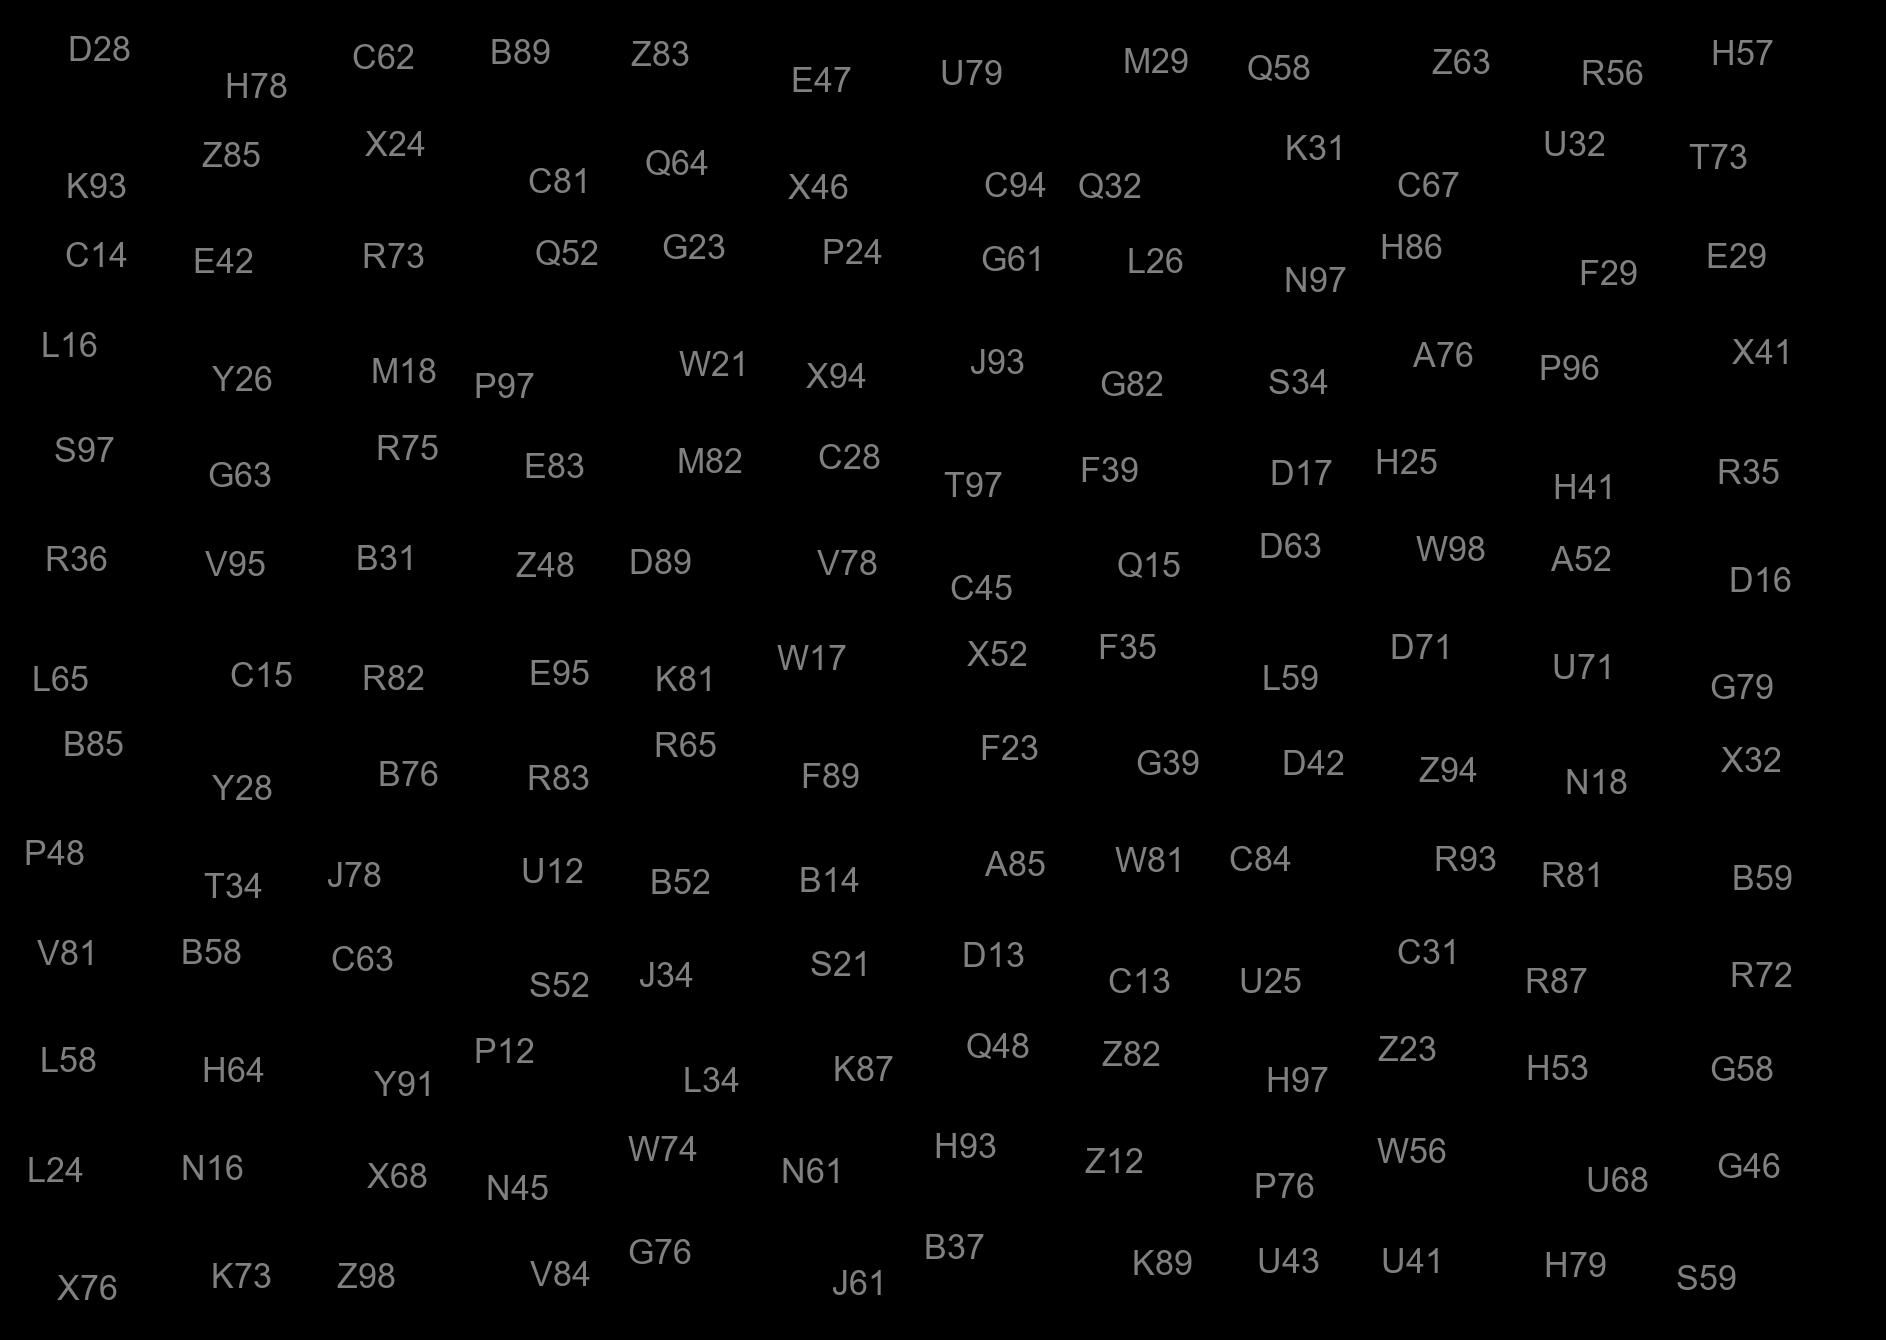 D28 H78 C62 B89 Z83 E47 U79 M29 Q58 Z63 R56 H57
K93 Z85 X24 C81 Q64 X46 C94 Q32 K31 C67 U32 T73
C14 E42 R73 Q52 G23 P24 G61 L26 N97 H86 F29 E29
L16 Y26 M18 P97 W21 X94 J93 G82 S34 A76 P96 X41
S97 G63 R75 E83 M82 C28 T97 F39 D17 H25 H41 R35
R36 V95 B31 Z48 D89 V78 C45 Q15 D63 W98 A52 D16
L65 C15 R82 E95 K81 W17 X52 F35 L59 D71 U71 G79
B85 Y28 B76 R83 R65 F89 F23 G39 D42 Z94 N18 X32
P48 T34 J78 U12 B52 B14 A85 W81 C84 R93 R81 B59
V81 B58 C63 S52 J34 S21 D13 C13 U25 C31 R87 R72
L58 H64 Y91 P12 L34 K87 Q48 Z82 H97 Z23 H53 G58
L24 N16 X68 N45 W74 N61 H93 Z12 P76 W56 U68 G46
X76 K73 Z98 V84 G76 J61 B37 K89 U43 U41 H79 S59